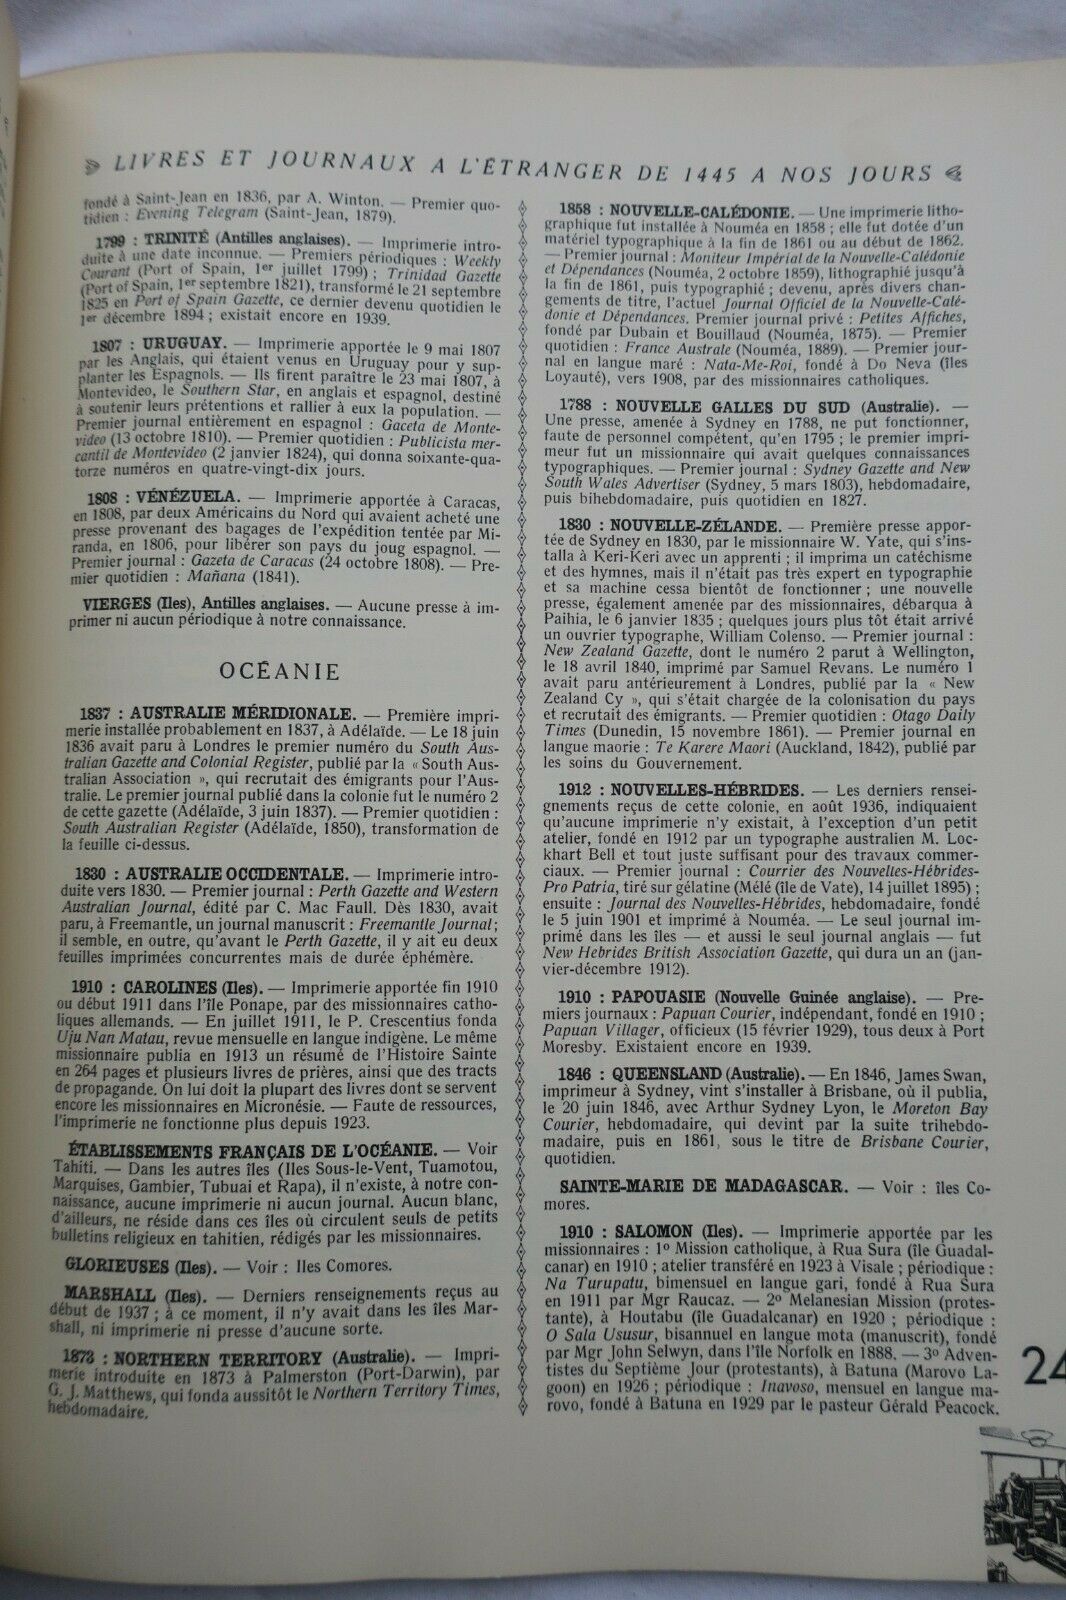 LIVRES ET JOURNAUX A L'ÉTRANGER DE 1445 A NOS JOURS
fondé à Saint-Jean en 1836, par A. Winton. — Premier quo-
tidien : Evening Telegram (Saint-Jean, 1879).
1799 : TRINITÉ (Antilles anglaises). — Imprimerie intro-
duite à une date inconnue. — Premiers périodiques : Weekly
Courant (Port of Spain, 1er juillet 1799) ; Trinidad Gazette
(Port of Spain, 1er septembre 1821), transformé le 21 septembre
1825 en Port of Spain Gazette, ce dernier devenu quotidien le
1er décembre 1894 ; existait encore en 1939.
1807 : URUGUAY. — Imprimerie apportée le 9 mai 1807
par les Anglais, qui étaient venus en Uruguay pour y sup-
planter les Espagnols. — Ils firent paraître le 23 mai 1807, à
Montevideo, le Southern Star, en anglais et espagnol, destiné
à soutenir leurs prétentions et rallier à eux la population. —
Premier journal entièrement en espagnol : Gaceta de Monte-
video (13 octobre 1810). — Premier quotidien : Publicista mer-
cantil de Montevideo (2 janvier 1824), qui donna soixante-qua-
torze numéros en quatre-vingt-dix jours.
1808 : VÉNÉZUELA. — Imprimerie apportée à Caracas,
en 1808, par deux Américains du Nord qui avaient acheté une
presse provenant des bagages de l'expédition tentée par Mi-
randa, en 1806, pour libérer son pays du joug espagnol. —
Premier journal : Gazeta de Caracas (24 octobre 1808). — Pre-
mier quotidien : Mañana (1841).
VIERGES (Iles), Antilles anglaises. — Aucune presse à im-
primer ni aucun périodique à notre connaissance.
OCÉANIE
1837 : AUSTRALIE MÉRIDIONALE. — Première impri-
merie installée probablement en 1837, à Adélaïde. — Le 18 juin
1836 avait paru à Londres le premier numéro du South Aus-
tralian Gazette and Colonial Register, publié par la « South Aus-
tralian Association », qui recrutait des émigrants pour l'Aus-
tralie. Le premier journal publié dans la colonie fut le numéro 2
de cette gazette (Adélaïde, 3 juin 1837). — Premier quotidien :
South Australian Register (Adélaïde, 1850), transformation de
la feuille ci-dessus.
1830 : AUSTRALIE OCCIDENTALE. — Imprimerie intro-
duite vers 1830. — Premier journal : Perth Gazette and Western
Australian Journal, édité par C. Mac Faull. Dès 1830, avait
paru, à Freemantle, un journal manuscrit : Freemantle Journal ;
il semble, en outre, qu'avant le Perth Gazette, il y ait eu deux
feuilles imprimées concurrentes mais de durée éphémère.
1910 : CAROLINES (Iles). — Imprimerie apportée fin 1910
ou début 1911 dans l'île Ponape, par des missionnaires catho-
liques allemands. — En juillet 1911, le P. Crescentius fonda
Uju Nan Matau, revue mensuelle en langue indigène. Le même
missionnaire publia en 1913 un résumé de l'Histoire Sainte
en 264 pages et plusieurs livres de prières, ainsi que des tracts
de propagande. On lui doit la plupart des livres dont se servent
encore les missionnaires en Micronésie. — Faute de ressources,
l'imprimerie ne fonctionne plus depuis 1923.
ÉTABLISSEMENTS FRANÇAIS DE L'OCÉANIE. — Voir
Tahiti. — Dans les autres îles (Iles Sous-le-Vent, Tuamotou,
Marquises, Gambier, Tubuai et Rapa), il n'existe, à notre con-
naissance, aucune imprimerie ni aucun journal. Aucun blanc,
d'ailleurs, ne réside dans ces îles où circulent seuls de petits
bulletins religieux en tahitien, rédigés par les missionnaires.
GLORIEUSES (Iles). — Voir : Iles Comores.
MARSHALL (Iles). — Derniers renseignements reçus au
début de 1937 ; à ce moment, il n'y avait dans les îles Mar-
shall, ni imprimerie ni presse d'aucune sorte.
1873 : NORTHERN TERRITORY (Australie). — Impri-
merie introduite en 1873 à Palmerston (Port-Darwin), par
G. J. Matthews, qui fonda aussitôt le Northern Territory Times,
hebdomadaire.
1858 : NOUVELLE-CALÉDONIE. — Une imprimerie litho-
graphique fut installée à Nouméa en 1858 ; elle fut dotée d'un
matériel typographique à la fin de 1861 ou au début de 1862.
— Premier journal : Moniteur Impérial de la Nouvelle-Calédonie
et Dépendances (Nouméa, 2 octobre 1859), lithographié jusqu'à
la fin de 1861, puis typographié ; devenu, après divers chan-
gements de titre, l'actuel Journal Officiel de la Nouvelle-Calé-
donie et Dépendances. Premier journal privé : Petites Affiches,
fondé par Dubain et Bouillaud (Nouméa, 1875). — Premier
quotidien : France Australe (Nouméa, 1889). — Premier jour-
nal en langue maré : Nata-Me-Roi, fondé à Do Neva (îles
Loyauté), vers 1908, par des missionnaires catholiques.
1788 : NOUVELLE GALLES DU SUD (Australie). —
Une presse, amenée à Sydney en 1788, ne put fonctionner,
faute de personnel compétent, qu'en 1795 ; le premier impri-
meur fut un missionnaire qui avait quelques connaissances
typographiques. — Premier journal : Sydney Gazette and New
South Wales Advertiser (Sydney, 5 mars 1803), hebdomadaire,
puis bihebdomadaire, puis quotidien en 1827.
1830 : NOUVELLE-ZÉLANDE. — Première presse appor-
tée de Sydney en 1830, par le missionnaire W. Yate, qui s'ins-
talla à Keri-Keri avec un apprenti ; il imprima un catéchisme
et des hymnes, mais il n'était pas très expert en typographie
et sa machine cessa bientôt de fonctionner ; une nouvelle
presse, également amenée par des missionnaires, débarqua à
Paihia, le 6 janvier 1835 ; quelques jours plus tôt était arrivé
un ouvrier typographe, William Colenso. — Premier journal :
New Zealand Gazette, dont le numéro 2 parut à Wellington,
le 18 avril 1840, imprimé par Samuel Revans. Le numéro 1
avait paru antérieurement à Londres, publié par la « New
Zealand Cy », qui s'était chargée de la colonisation du pays
et recrutait des émigrants. — Premier quotidien : Otago Daily
Times (Dunedin, 15 novembre 1861). — Premier journal en
langue maorie : Te Karere Maori (Auckland, 1842), publié par
les soins du Gouvernement.
1912 : NOUVELLES-HÉBRIDES. — Les derniers rensei-
gnements reçus de cette colonie, en août 1936, indiquaient
qu'aucune imprimerie n'y existait, à l'exception d'un petit
atelier, fondé en 1912 par un typographe australien M. Loc-
khart Bell et tout juste suffisant pour des travaux commer-
ciaux. — Premier journal : Courrier des Nouvelles-Hébrides-
Pro Patria, tiré sur gélatine (Mélé (île de Vate), 14 juillet 1895) ;
ensuite : Journal des Nouvelles-Hébrides, hebdomadaire, fondé
le 5 juin 1901 et imprimé à Nouméa. — Le seul journal im-
primé dans les îles — et aussi le seul journal anglais — fut
New Hebrides British Association Gazette, qui dura un an (jan-
vier-décembre 1912).
1910 : PAPOUASIE (Nouvelle Guinée anglaise). — Pre-
miers journaux : Papuan Courier, indépendant, fondé en 1910 ;
Papuan Villager, officieux (15 février 1929), tous deux à Port
Moresby. Existaient encore en 1939.
1846 : QUEENSLAND (Australie). — En 1846, James Swan,
imprimeur à Sydney, vint s'installer à Brisbane, où il publia,
le 20 juin 1846, avec Arthur Sydney Lyon, le Moreton Bay
Courier, hebdomadaire, qui devint par la suite trihebdo-
madaire, puis en 1861, sous le titre de Brisbane Courier,
quotidien.
SAINTE-MARIE DE MADAGASCAR. — Voir : îles Co-
mores.
1910 : SALOMON (Iles). — Imprimerie apportée par les
missionnaires : 1º Mission catholique, à Rua Sura (île Guadal-
canar) en 1910 ; atelier transféré en 1923 à Visale ; périodique :
Na Turupatu, bimensuel en langue gari, fondé à Rua Sura
en 1911 par Mgr Raucaz. — 2º Melanesian Mission (protes-
tante), à Houtabu (île Guadalcanar) en 1920 ; périodique :
O Sala Ususur, bisannuel en langue mota (manuscrit), fondé
par Mgr John Selwyn, dans l'île Norfolk en 1888. — 3º Adven-
tistes du Septième Jour (protestants), à Batuna (Marovo La-
goon) en 1926 ; périodique : Inavoso, mensuel en langue ma-
rovo, fondé à Batuna en 1929 par le pasteur Gérald Peacock.
24